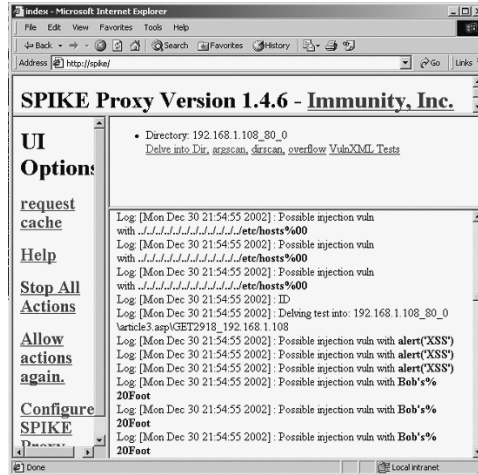 index - Microsoft Internet Explorer
File Edit View Favorites Tools Help
Back Search Favorites History
Address http://spike/ Go Links
SPIKE Proxy Version 1.4.6 - Immunity, Inc.
UI
Options
request
cache
Help
Stop All
Actions
Allow
actions
again.
Configure
SPIKE
Proxy
Directory: 192.168.1.108_80_0
Delve into Dir, argscan, dirscan, overflow VulnXML Tests
Log: [Mon Dec 30 21:54:55 2002] : Possible injection vuln
with ../../../../../../../../../../../../etc/hosts%00
Log: [Mon Dec 30 21:54:55 2002] : Possible injection vuln
with ../../../../../../../../../../../../etc/hosts%00
Log: [Mon Dec 30 21:54:55 2002] : Possible injection vuln
with ../../../../../../../../../../../../etc/hosts%00
Log: [Mon Dec 30 21:54:55 2002] : ID
Log: [Mon Dec 30 21:54:55 2002] : Delving test into: 192.168.1.108_80_0
\article3.asp\GET2918_192.168.1.108
Log: [Mon Dec 30 21:54:55 2002] : Possible injection vuln with alert('XSS')
Log: [Mon Dec 30 21:54:55 2002] : Possible injection vuln with alert('XSS')
Log: [Mon Dec 30 21:54:55 2002] : Possible injection vuln with alert('XSS')
Log: [Mon Dec 30 21:54:55 2002] : Possible injection vuln with Bob's%
20Foot
Log: [Mon Dec 30 21:54:55 2002] : Possible injection vuln with Bob's%
20Foot
Log: [Mon Dec 30 21:54:55 2002] : Possible injection vuln with Bob's%
20Foot
Done Local intranet